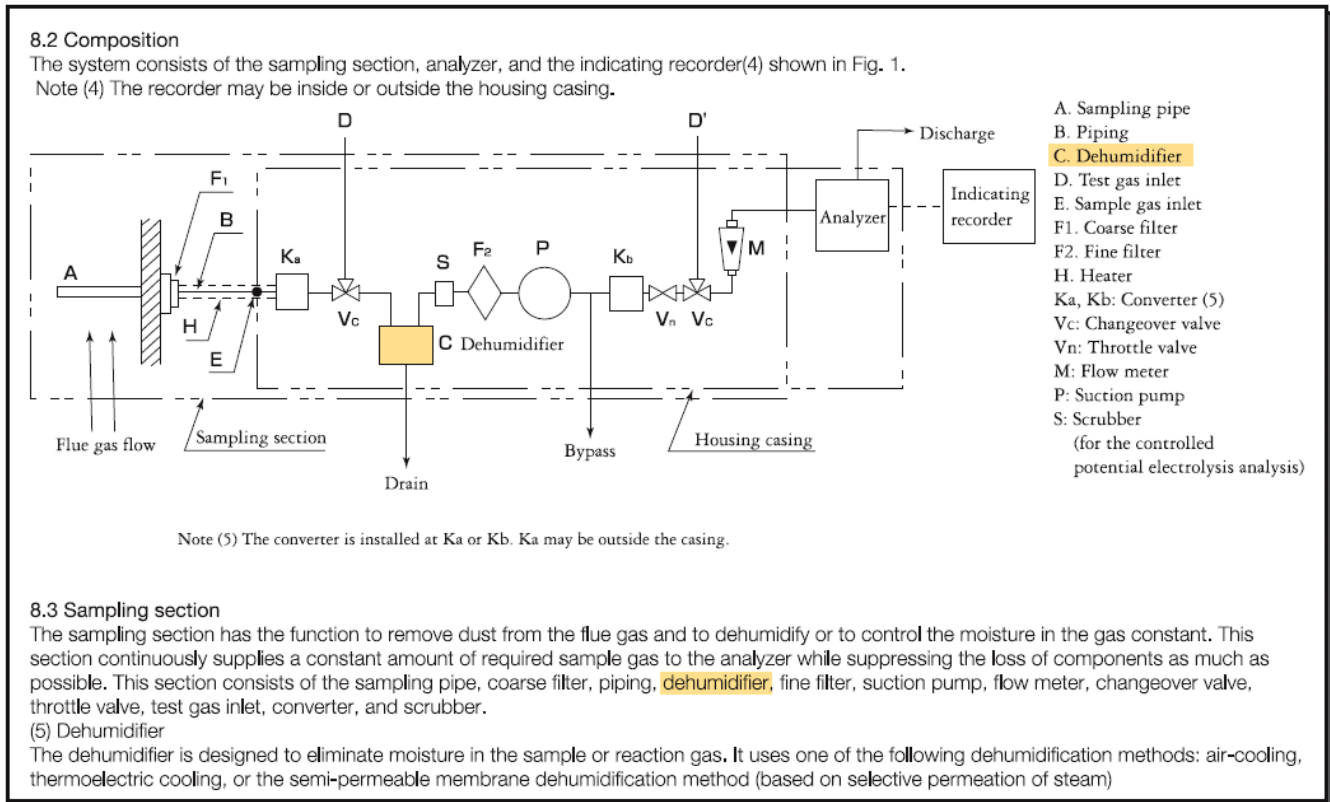 8.2 Composition
The system consists of the sampling section, analyzer, and the indicating recorder(4) shown in Fig. 1.
Note (4) The recorder may be inside or outside the housing casing.
D
D'
Discharge
F1
B
Ka
S
F2
P
Kb
M
Analyzer
Indicating
recorder
A
H
E
Vc
C Dehumidifier
Vn
Vc
Flue gas flow
Sampling section
Drain
Bypass
Housing casing
A. Sampling pipe
B. Piping
C. Dehumidifier
D. Test gas inlet
E. Sample gas inlet
F1. Coarse filter
F2. Fine filter
H. Heater
Ka, Kb: Converter (5)
Vc: Changeover valve
Vn: Throttle valve
M: Flow meter
P: Suction pump
S: Scrubber
(for the controlled
potential electrolysis analysis)
Note (5) The converter is installed at Ka or Kb. Ka may be outside the casing.
8.3 Sampling section
The sampling section has the function to remove dust from the flue gas and to dehumidify or to control the moisture in the gas constant. This
section continuously supplies a constant amount of required sample gas to the analyzer while suppressing the loss of components as much as
possible. This section consists of the sampling pipe, coarse filter, piping, dehumidifier, fine filter, suction pump, flow meter, changeover valve,
throttle valve, test gas inlet, converter, and scrubber.
(5) Dehumidifier
The dehumidifier is designed to eliminate moisture in the sample or reaction gas. It uses one of the following dehumidification methods: air-cooling,
thermoelectric cooling, or the semi-permeable membrane dehumidification method (based on selective permeation of steam)